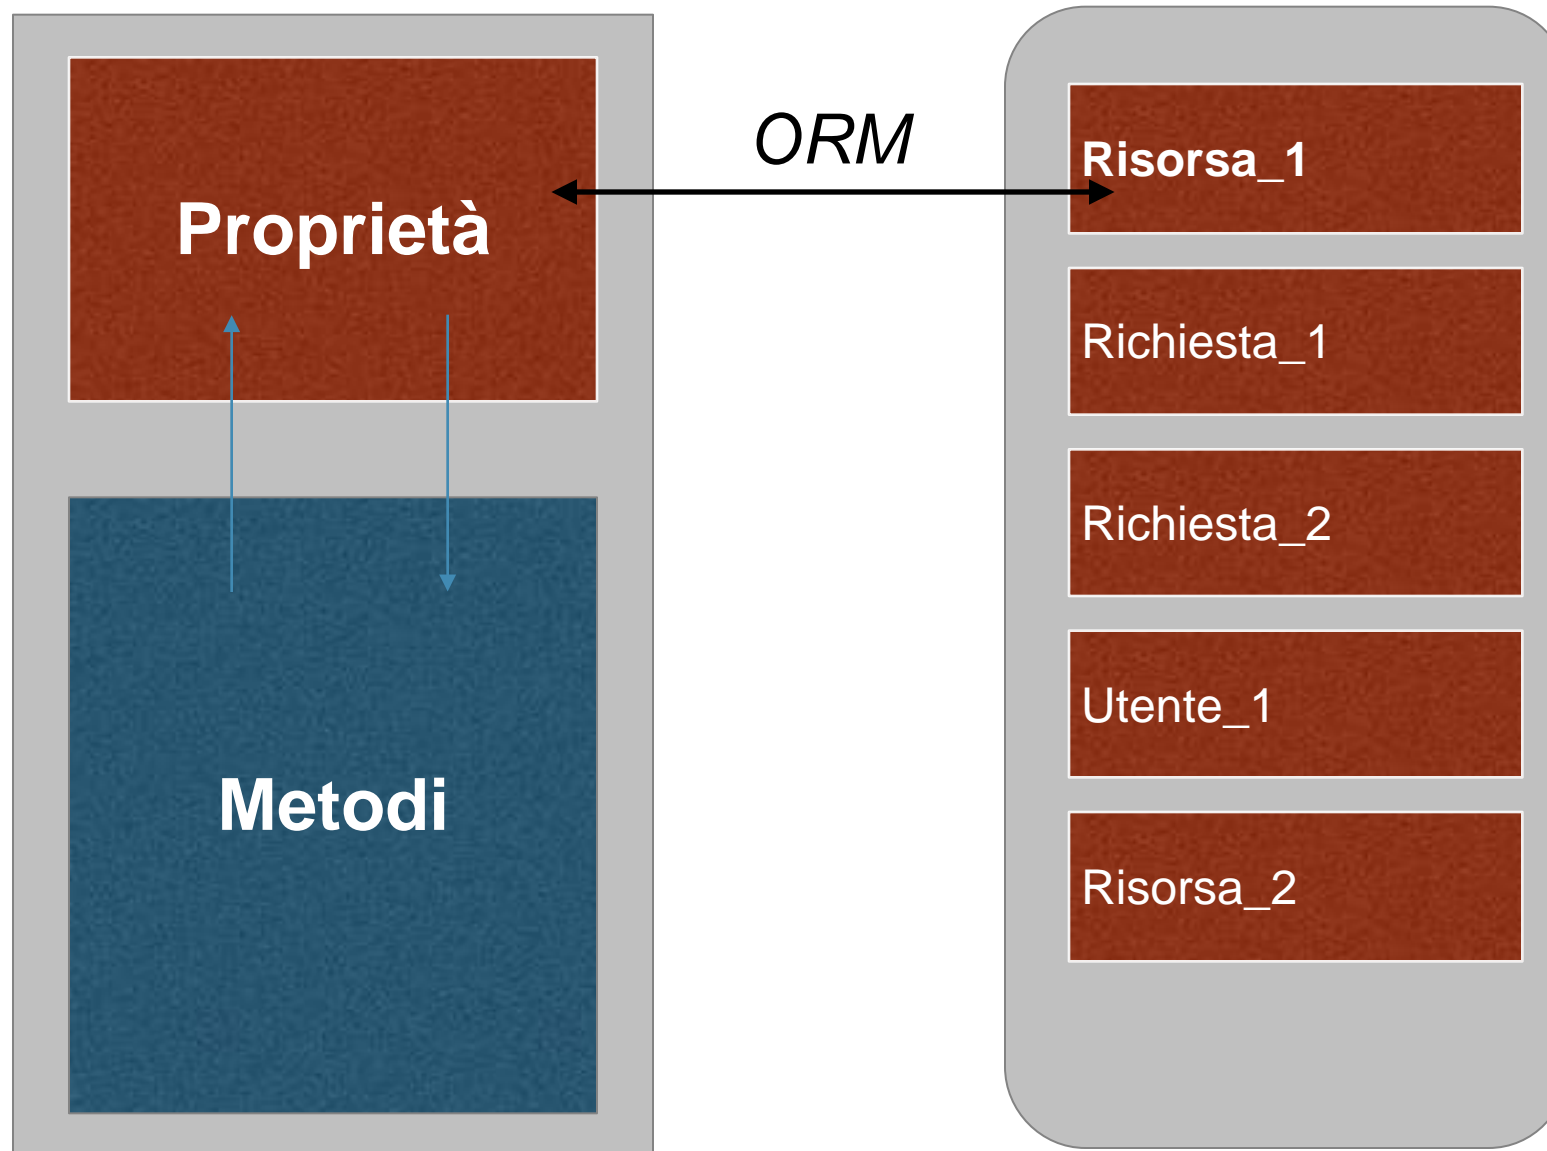 Proprietà
Metodi
ORM
Risorsa_1
Richiesta_1
Richiesta_2
Utente_1
Risorsa_2